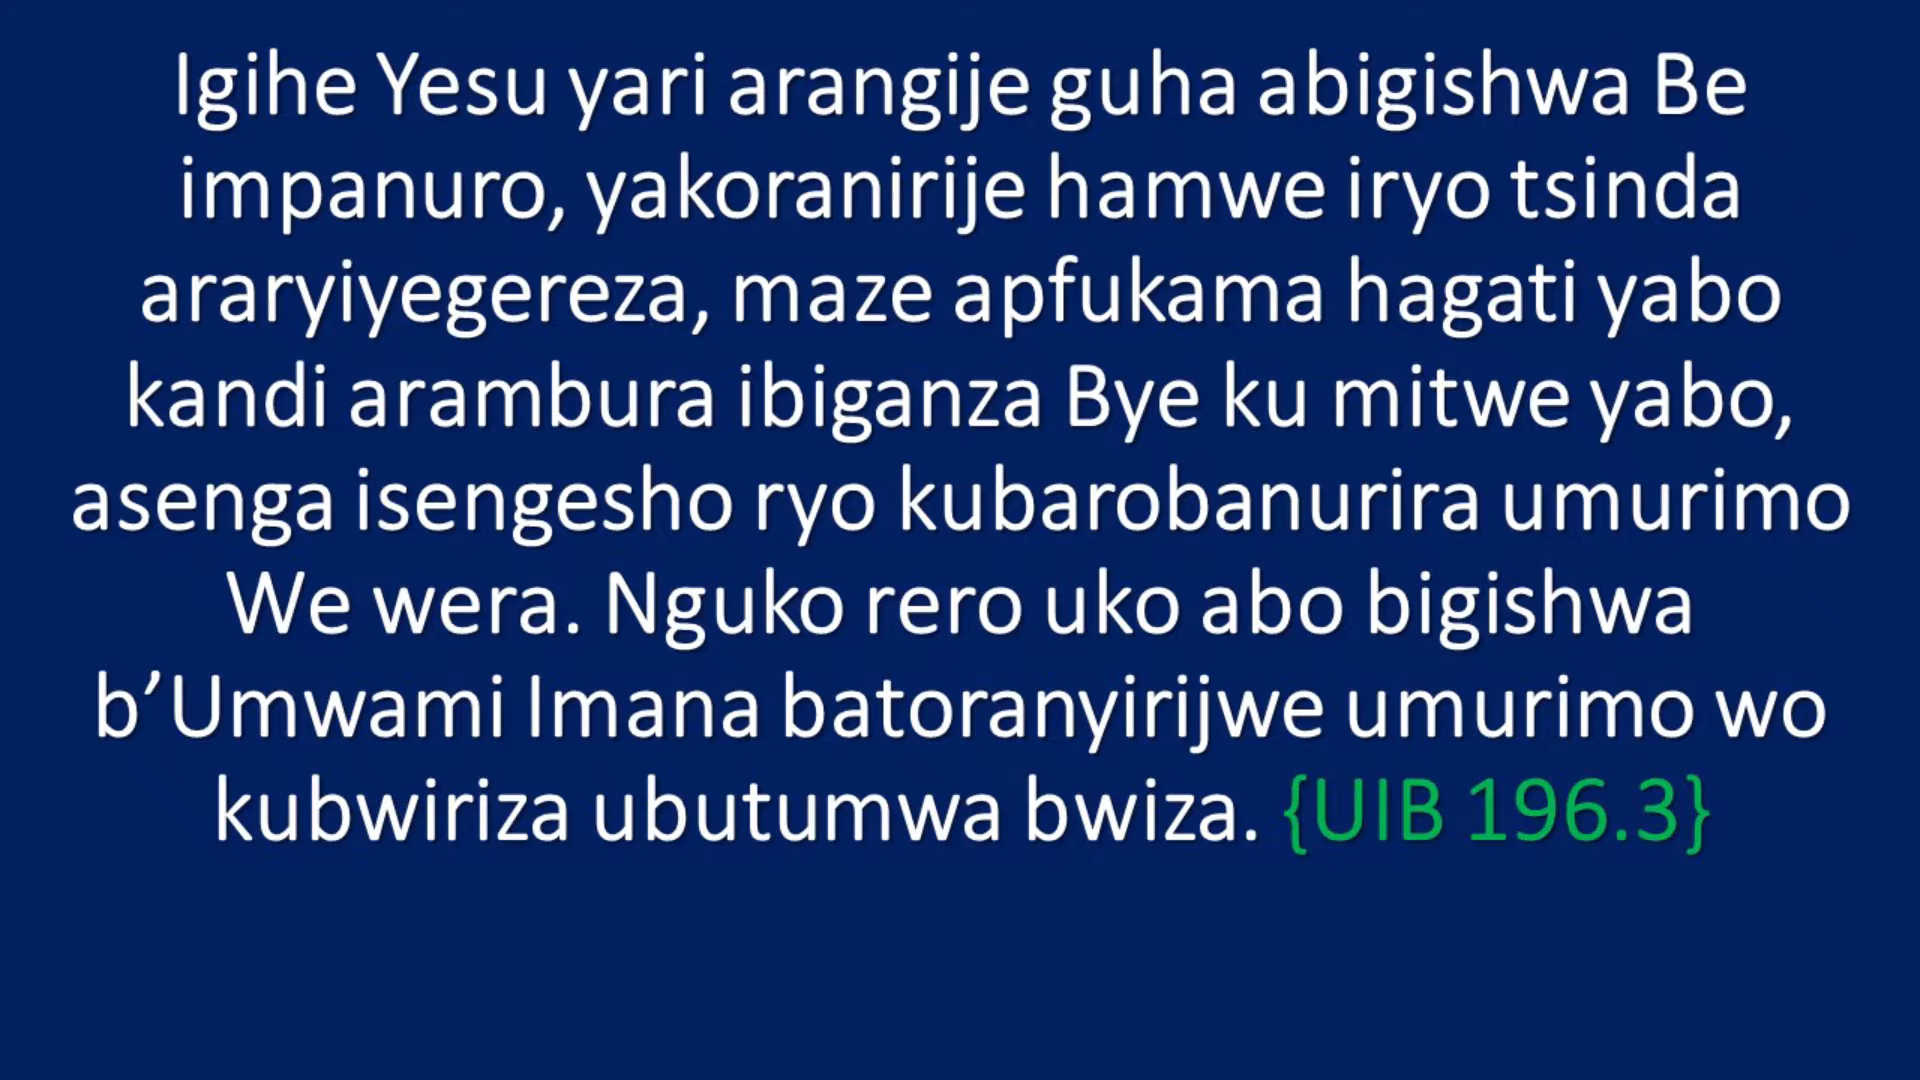 Igihe Yesu yari arangije guha abigishwa Be
impanuro, yakoranirije hamwe iryo tsinda
araryiyegereza, maze apfukama hagati yabo
kandi arambura ibiganza Bye ku mitwe yabo,
asenga isengesho ryo kubarobanurira umurimo
We wera. Nguko rero uko abo bigishwa
b’Umwami Imana batoranyirijwe umurimo wo
kubwiriza ubutumwa bwiza. {UIB 196.3}